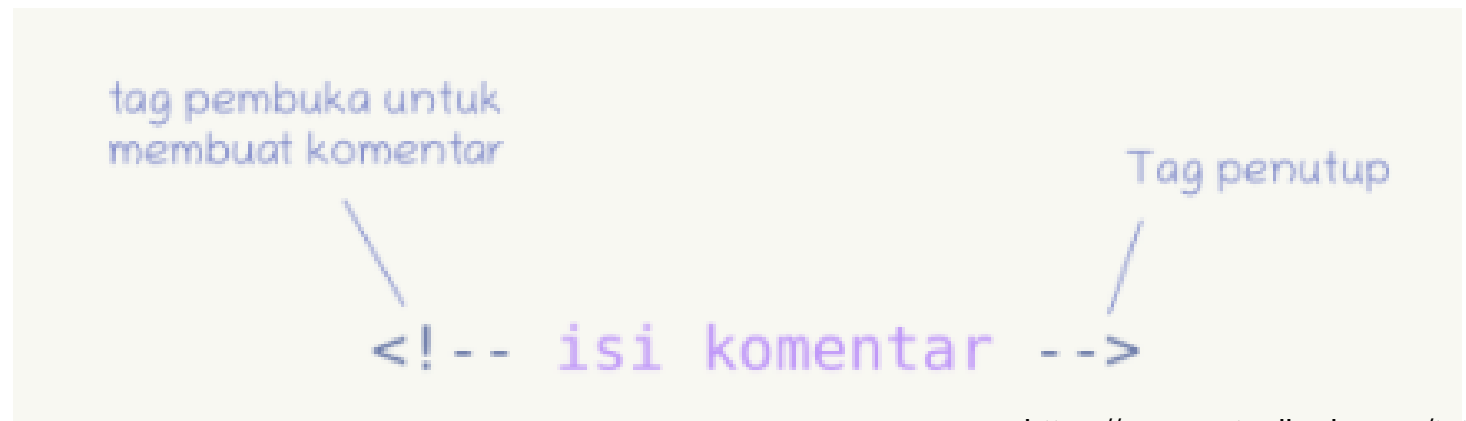 tag pembuka untuk
membuat komentar
Tag penutup
<!-- isi komentar -->